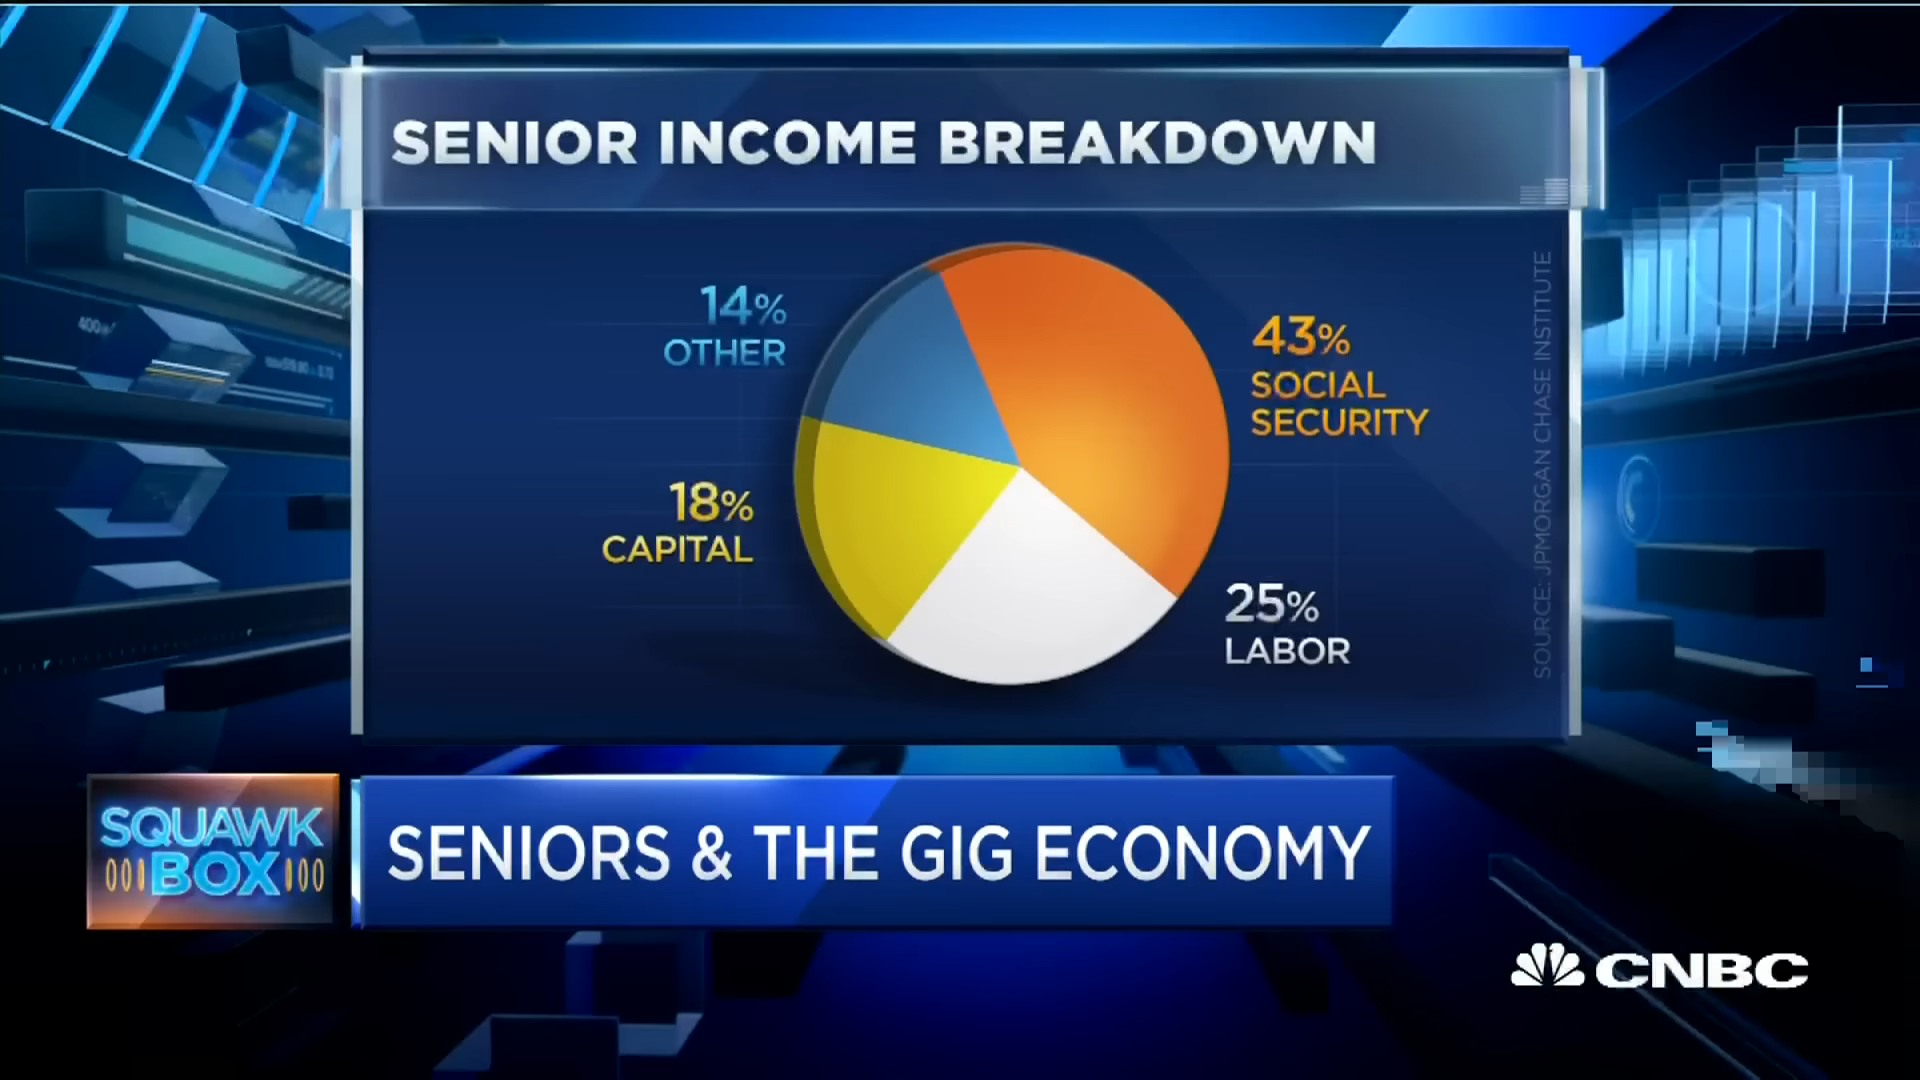 SENIOR INCOME BREAKDOWN
14%
OTHER
43%
SOCIAL
SECURITY
18%
CAPITAL
25%
LABOR
SOURCE: JPMORGAN CHASE INSTITUTE
SQUAWK
BOX
SENIORS & THE GIG ECONOMY
CNBC